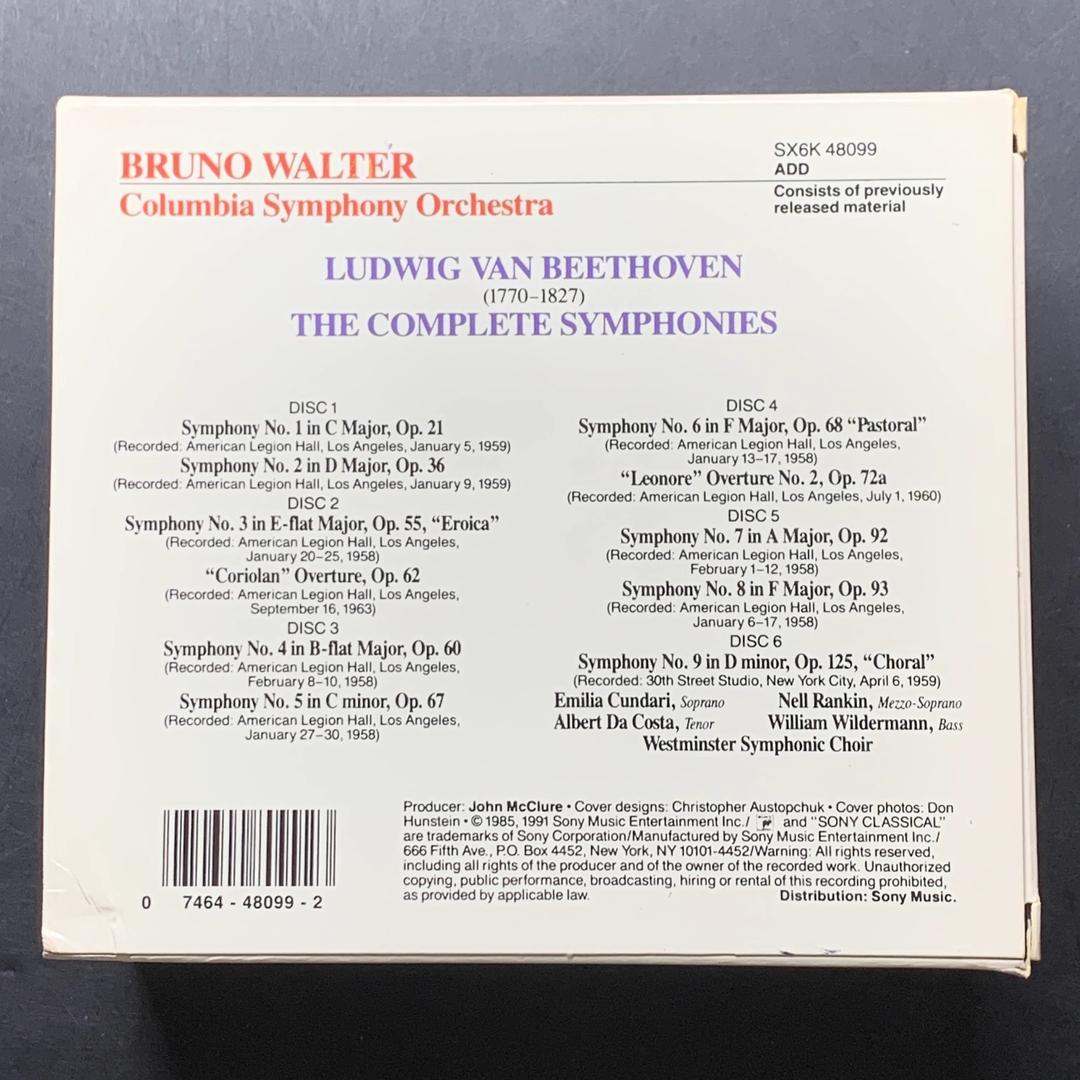 BRUNO WALTER
Columbia Symphony Orchestra
SX6K 48099
ADD
Consists of previously
released material
LUDWIG VAN BEETHOVEN
(1770–1827)
THE COMPLETE SYMPHONIES
DISC 1
Symphony No. 1 in C Major, Op. 21
(Recorded: American Legion Hall, Los Angeles, January 5, 1959)
Symphony No. 2 in D Major, Op. 36
(Recorded: American Legion Hall, Los Angeles, January 9, 1959)
DISC 2
Symphony No. 3 in E-flat Major, Op. 55, “Eroica”
(Recorded: American Legion Hall, Los Angeles,
January 20–25, 1958)
“Coriolan” Overture, Op. 62
(Recorded: American Legion Hall, Los Angeles,
September 16, 1963)
DISC 3
Symphony No. 4 in B-flat Major, Op. 60
(Recorded: American Legion Hall, Los Angeles,
February 8–10, 1958)
Symphony No. 5 in C minor, Op. 67
(Recorded: American Legion Hall, Los Angeles,
January 27–30, 1958)
DISC 4
Symphony No. 6 in F Major, Op. 68 “Pastoral”
(Recorded: American Legion Hall, Los Angeles,
January 13–17, 1958)
“Leonore” Overture No. 2, Op. 72a
(Recorded: American Legion Hall, Los Angeles, July 1, 1960)
DISC 5
Symphony No. 7 in A Major, Op. 92
(Recorded: American Legion Hall, Los Angeles,
February 1–12, 1958)
Symphony No. 8 in F Major, Op. 93
(Recorded: American Legion Hall, Los Angeles,
January 6–17, 1958)
DISC 6
Symphony No. 9 in D minor, Op. 125, “Choral”
(Recorded: 30th Street Studio, New York City, April 6, 1959)
Emilia Cundari, Soprano Nell Rankin, Mezzo-Soprano
Albert Da Costa, Tenor William Wildermann, Bass
Westminster Symphonic Choir
Producer: John McClure • Cover designs: Christopher Austopchuk • Cover photos: Don
Hunstein • © 1985, 1991 Sony Music Entertainment Inc./ and "SONY CLASSICAL"
are trademarks of Sony Corporation/Manufactured by Sony Music Entertainment Inc./
666 Fifth Ave., P.O. Box 4452, New York, NY 10101-4452/Warning: All rights reserved,
including all rights of the producer and of the owner of the recorded work. Unauthorized
copying, public performance, broadcasting, hiring or rental of this recording prohibited,
as provided by applicable law. Distribution: Sony Music.
0 7464 - 48099 - 2